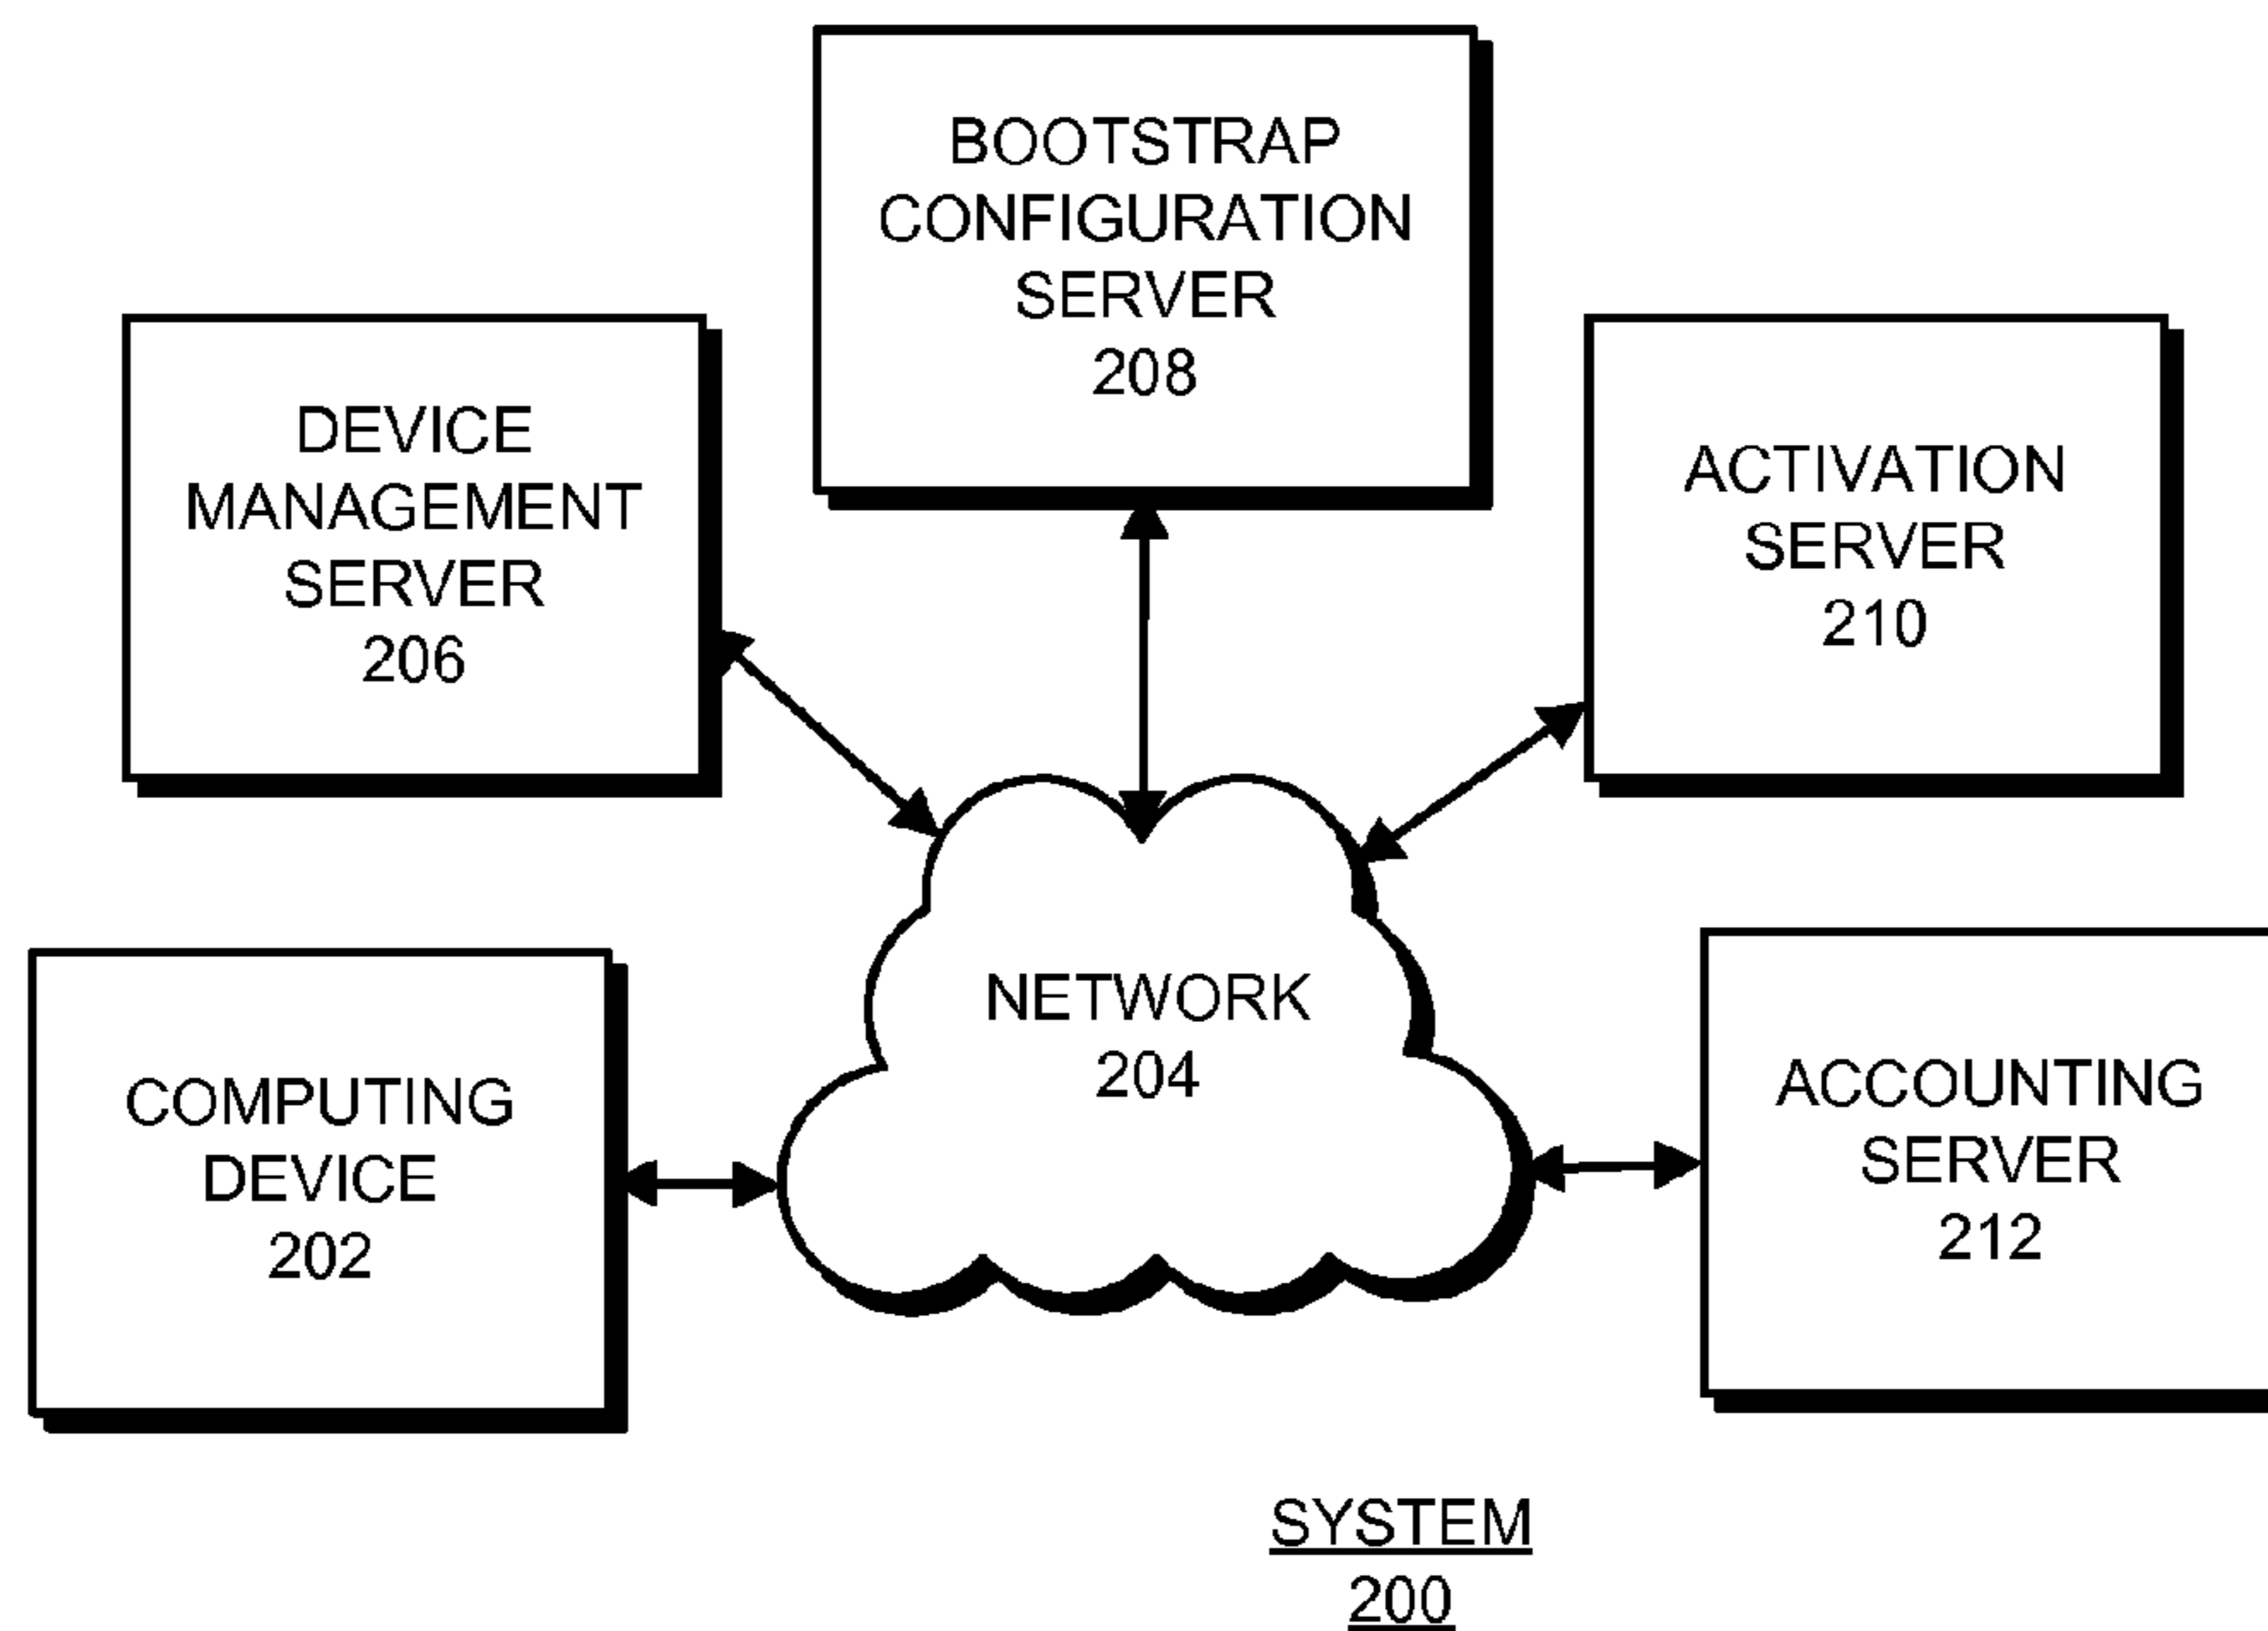 BOOTSTRAP
CONFIGURATION
SERVER
208
DEVICE
MANAGEMENT
SERVER
206
ACTIVATION
SERVER
210
NETWORK
204
COMPUTING
DEVICE
202
ACCOUNTING
SERVER
212
SYSTEM
200